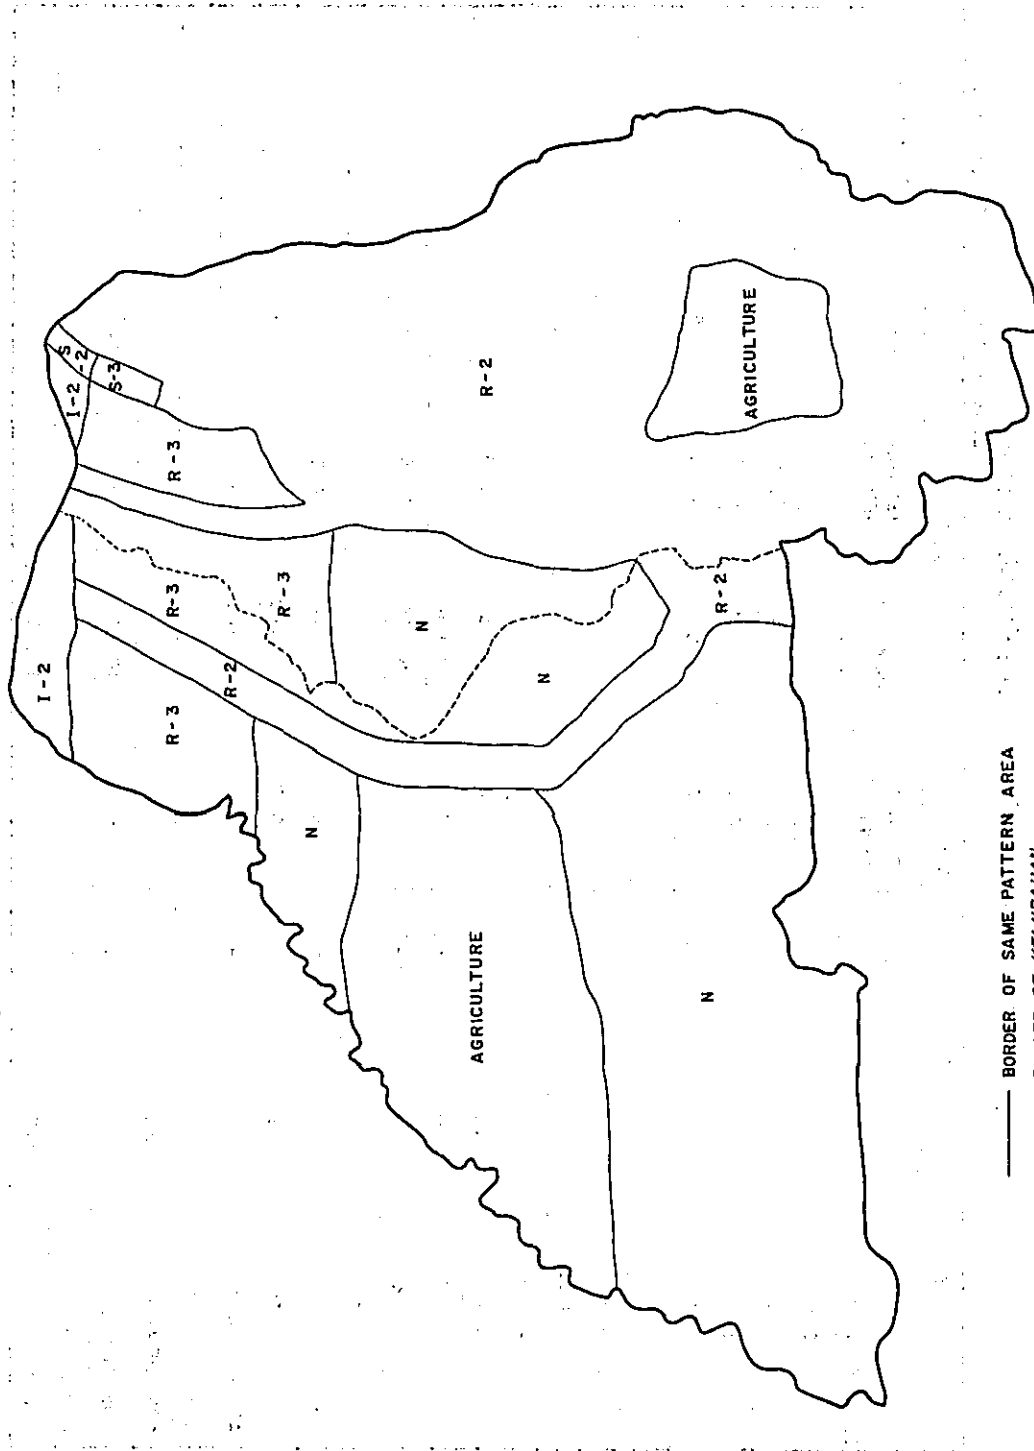 I-2
S
-2
S-3
I-2
R-3
R-2
AGRICULTURE
R-3
R-3
R-2
R-3
N
N
R-2
N
AGRICULTURE
N
BORDER OF SAME PATTERN AREA